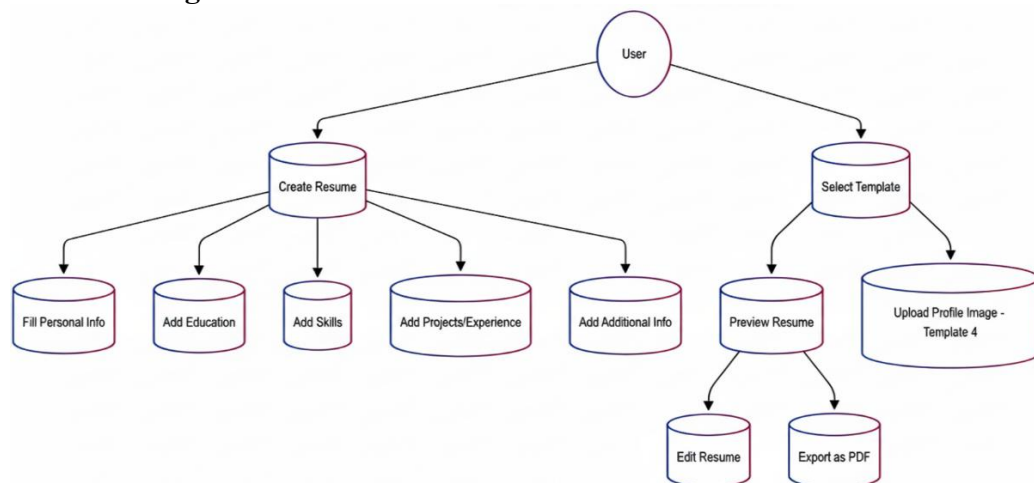 User
Create Resume
Select Template
Fill Personal Info
Add Education
Add Skills
Add Projects/Experience
Add Additional Info
Preview Resume
Upload Profile Image -
Template 4
Edit Resume
Export as PDF